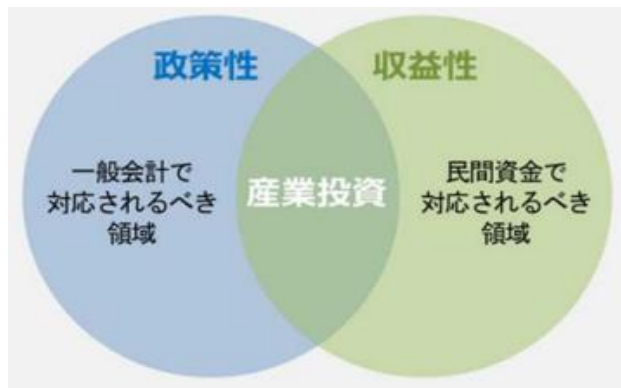 政策性
収益性
一般会計で
対応されるべき
領域
産業投資
民間資金で
対応されるべき
領域